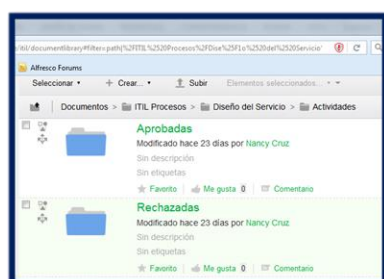 /itil/documentlibrary#filter=path|%2FITIL%2520Procesos%2FDise%25F1o%2520del%2520Servicio'
Alfresco Forums
Seleccionar + Crear... Subir Elementos seleccionados...
Documentos > ITIL Procesos > Diseño del Servicio > Actividades
Aprobadas
Modificado hace 23 días por Nancy Cruz
Sin descripción
Sin etiquetas
Favorito Me gusta 0 Comentario
Rechazadas
Modificado hace 23 días por Nancy Cruz
Sin descripción
Sin etiquetas
Favorito Me gusta 0 Comentario